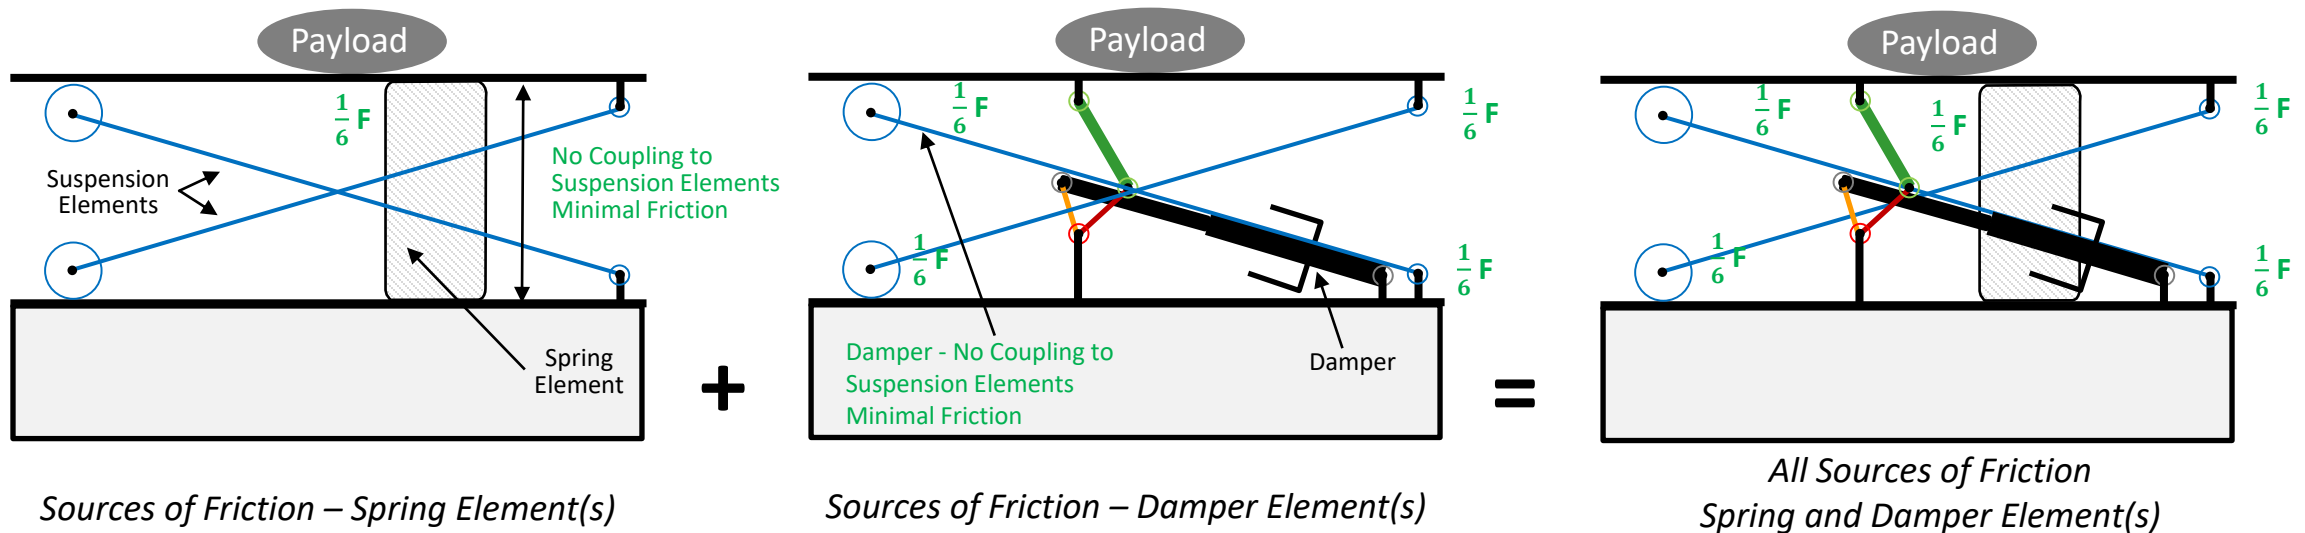 Payload
1/6 F
Suspension
Elements
No Coupling to
Suspension Elements
Minimal Friction
Spring
Element
Sources of Friction – Spring Element(s)
+
Payload
1/6 F
1/6 F
1/6 F
1/6 F
Damper - No Coupling to
Suspension Elements
Minimal Friction
Damper
Sources of Friction – Damper Element(s)
=
Payload
1/6 F
1/6 F
1/6 F
1/6 F
1/6 F
All Sources of Friction
Spring and Damper Element(s)